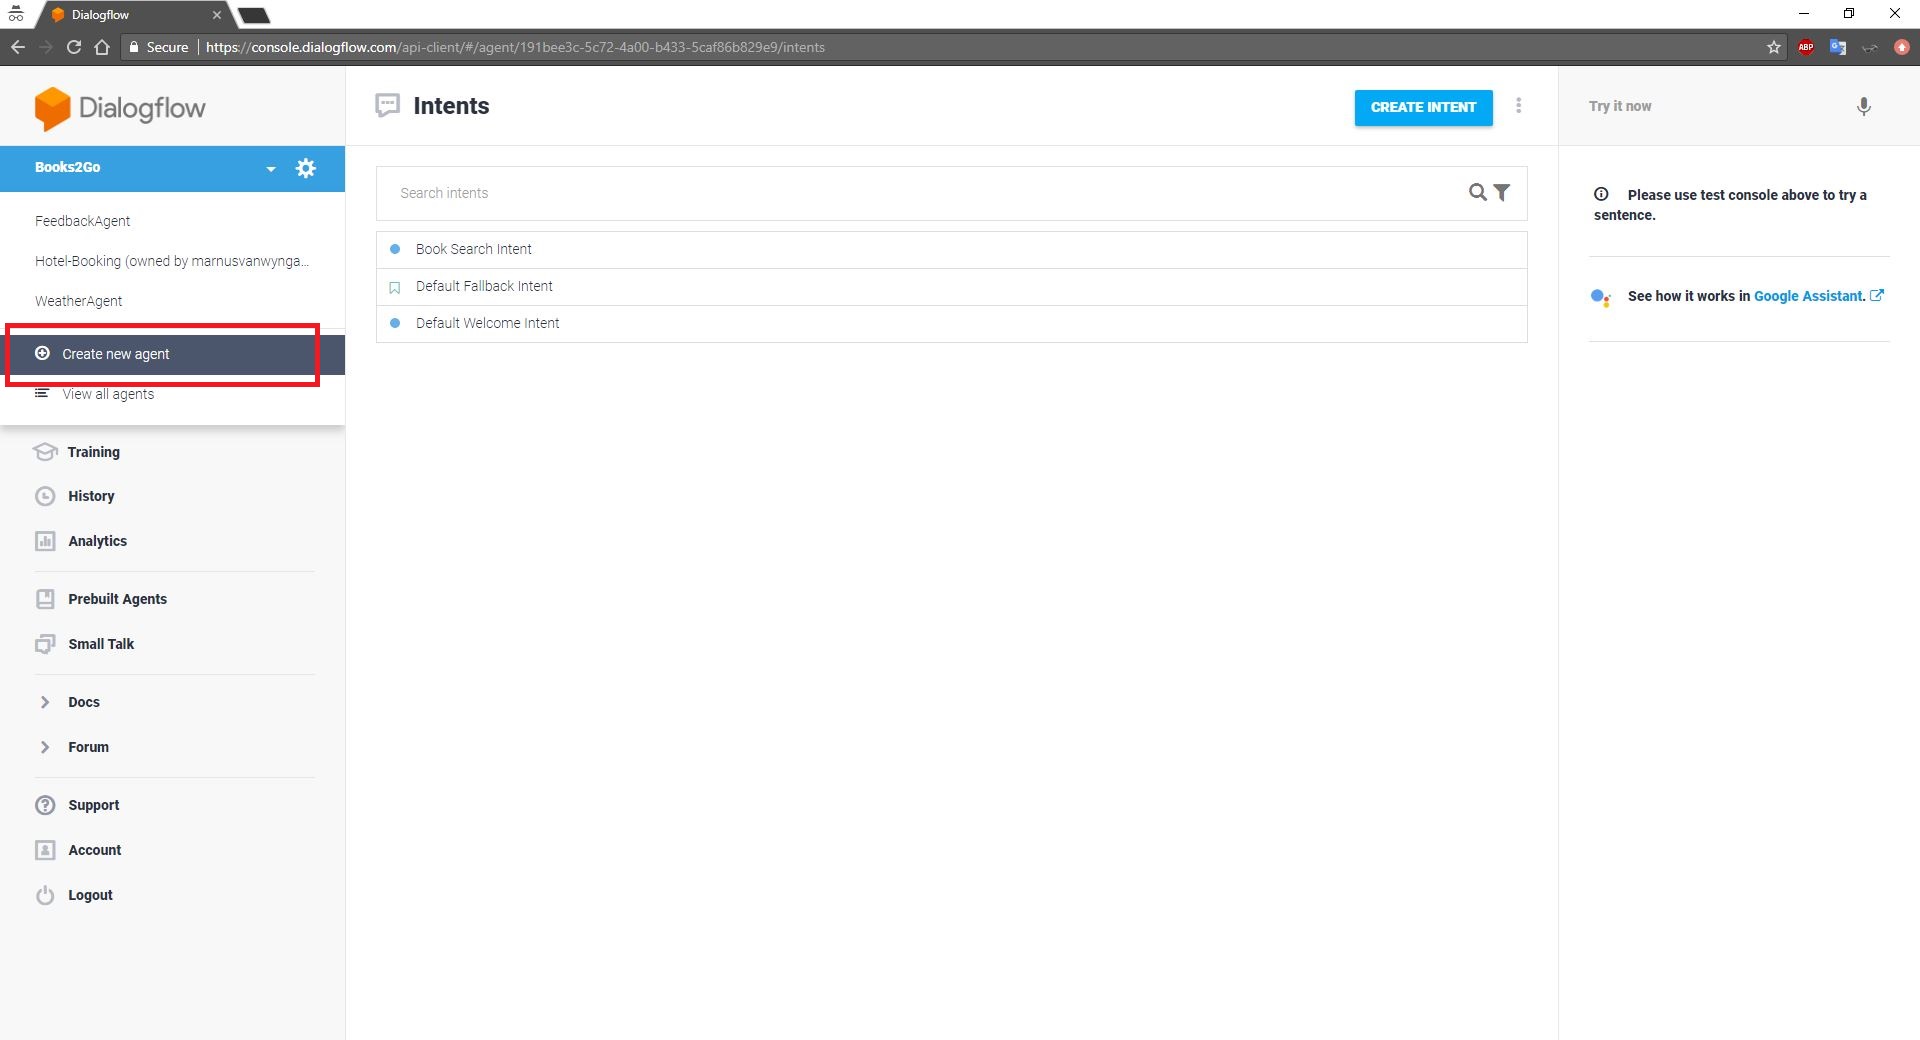 Dialogflow
Secure https://console.dialogflow.com/api-client/#/agent/191bee3c-5c72-4a00-b433-5caf86b829e9/intents
ABP
Dialogflow
Books2Go
FeedbackAgent
Hotel-Booking (owned by marnusvanwynga...
WeatherAgent
Create new agent
View all agents
Training
History
Analytics
Prebuilt Agents
Small Talk
Docs
Forum
Support
Account
Logout
Intents
CREATE INTENT
Search intents
Book Search Intent
Default Fallback Intent
Default Welcome Intent
Try it now
Please use test console above to try a
sentence.
See how it works in Google Assistant.